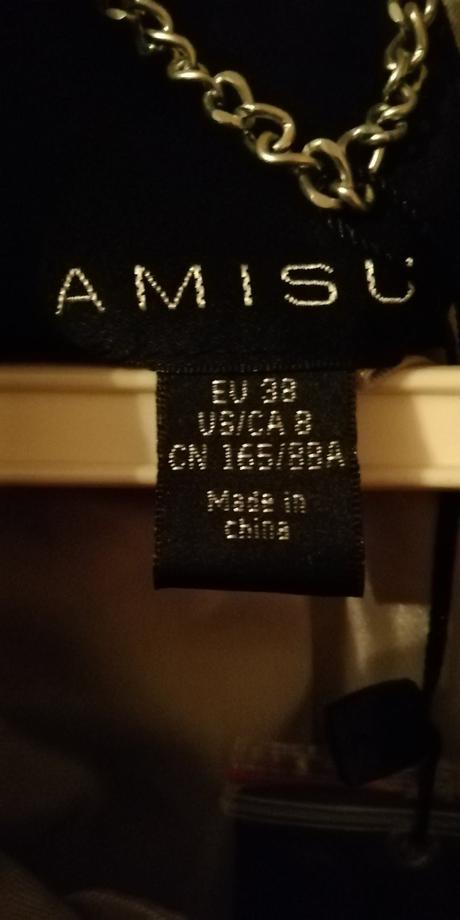 AMISU
EU 38
US/CA 8
CN 165/88A
Made in
china